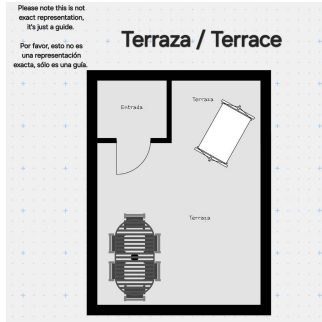 Please note this is not
exact representation,
it's just a guide.
Por favor, esto no es
una representación
exacta, sólo es una guía.
Terraza / Terrace
Entrada
Terraza
Terraza